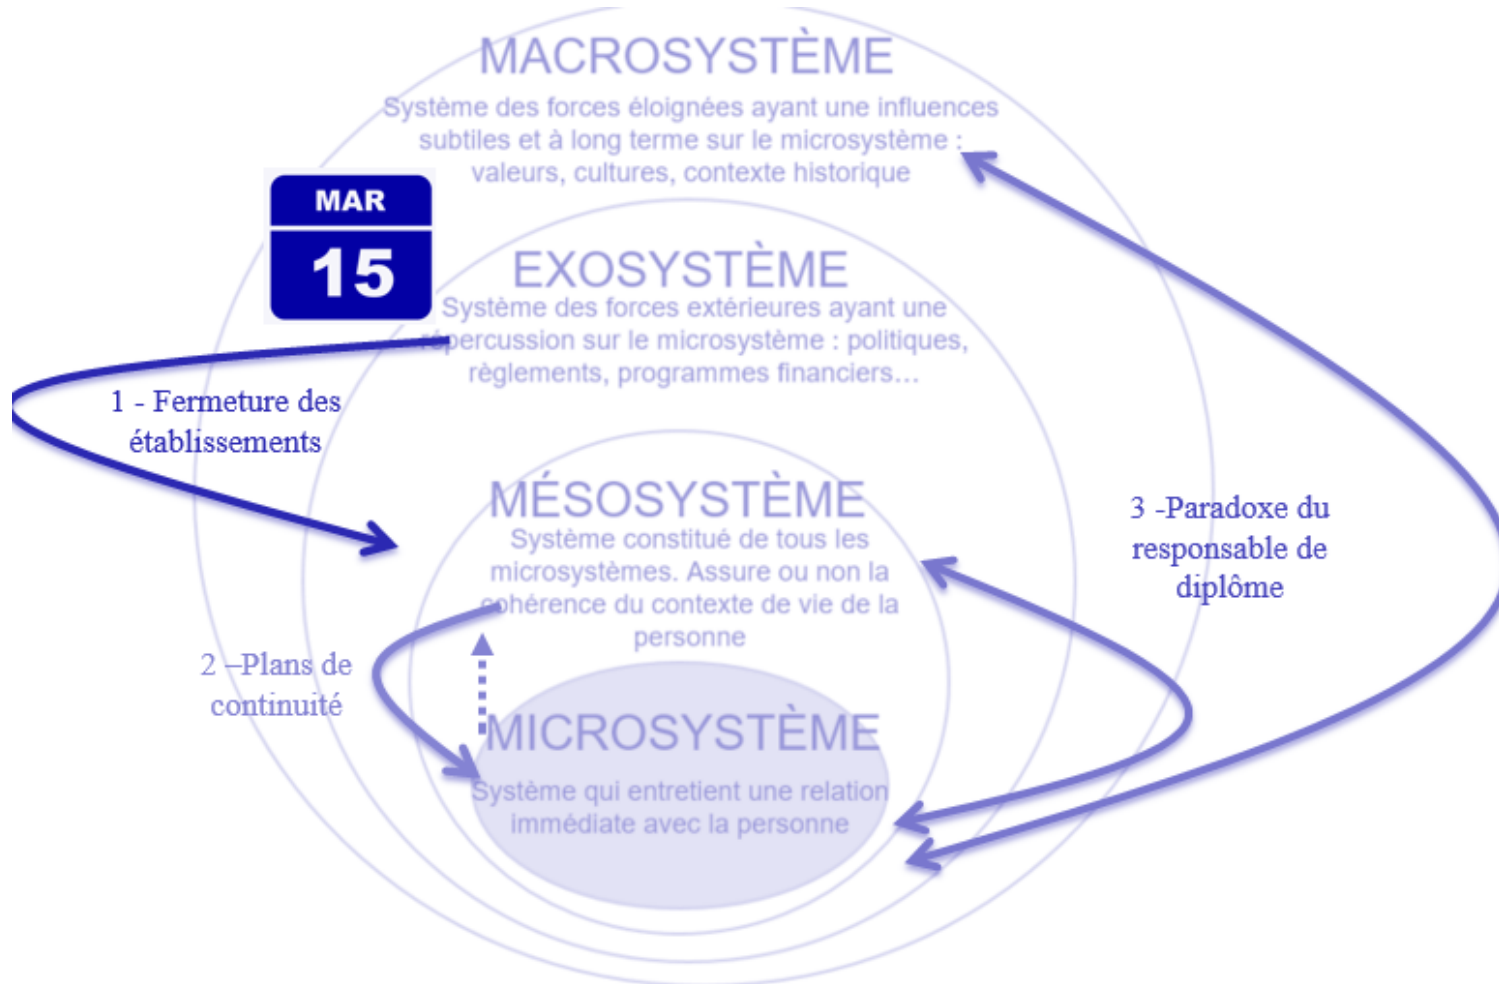 MACROSYSTÈME
Système des forces éloignées ayant une influences
subtiles et à long terme sur le microsystème :
valeurs, cultures, contexte historique
MAR
15
EXOSYSTÈME
Système des forces extérieures ayant une
répercussion sur le microsystème : politiques,
règlements, programmes financiers…
1 - Fermeture des
établissements
MÉSOSYSTÈME
Système constitué de tous les
microsystèmes. Assure ou non la
cohérence du contexte de vie de la
personne
3 -Paradoxe du
responsable de
diplôme
2 –Plans de
continuité
MICROSYSTÈME
Système qui entretient une relation
immédiate avec la personne